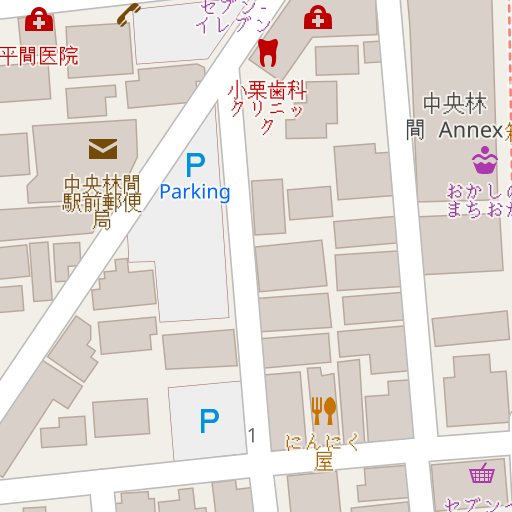 セブン-
イレブン
平間医院
小栗歯科
クリニッ
ク
中央林
間 Annex
P
Parking
中央林間
駅前郵便
局
おかしの
まちおか
P
1
にんにく
屋
セブン-